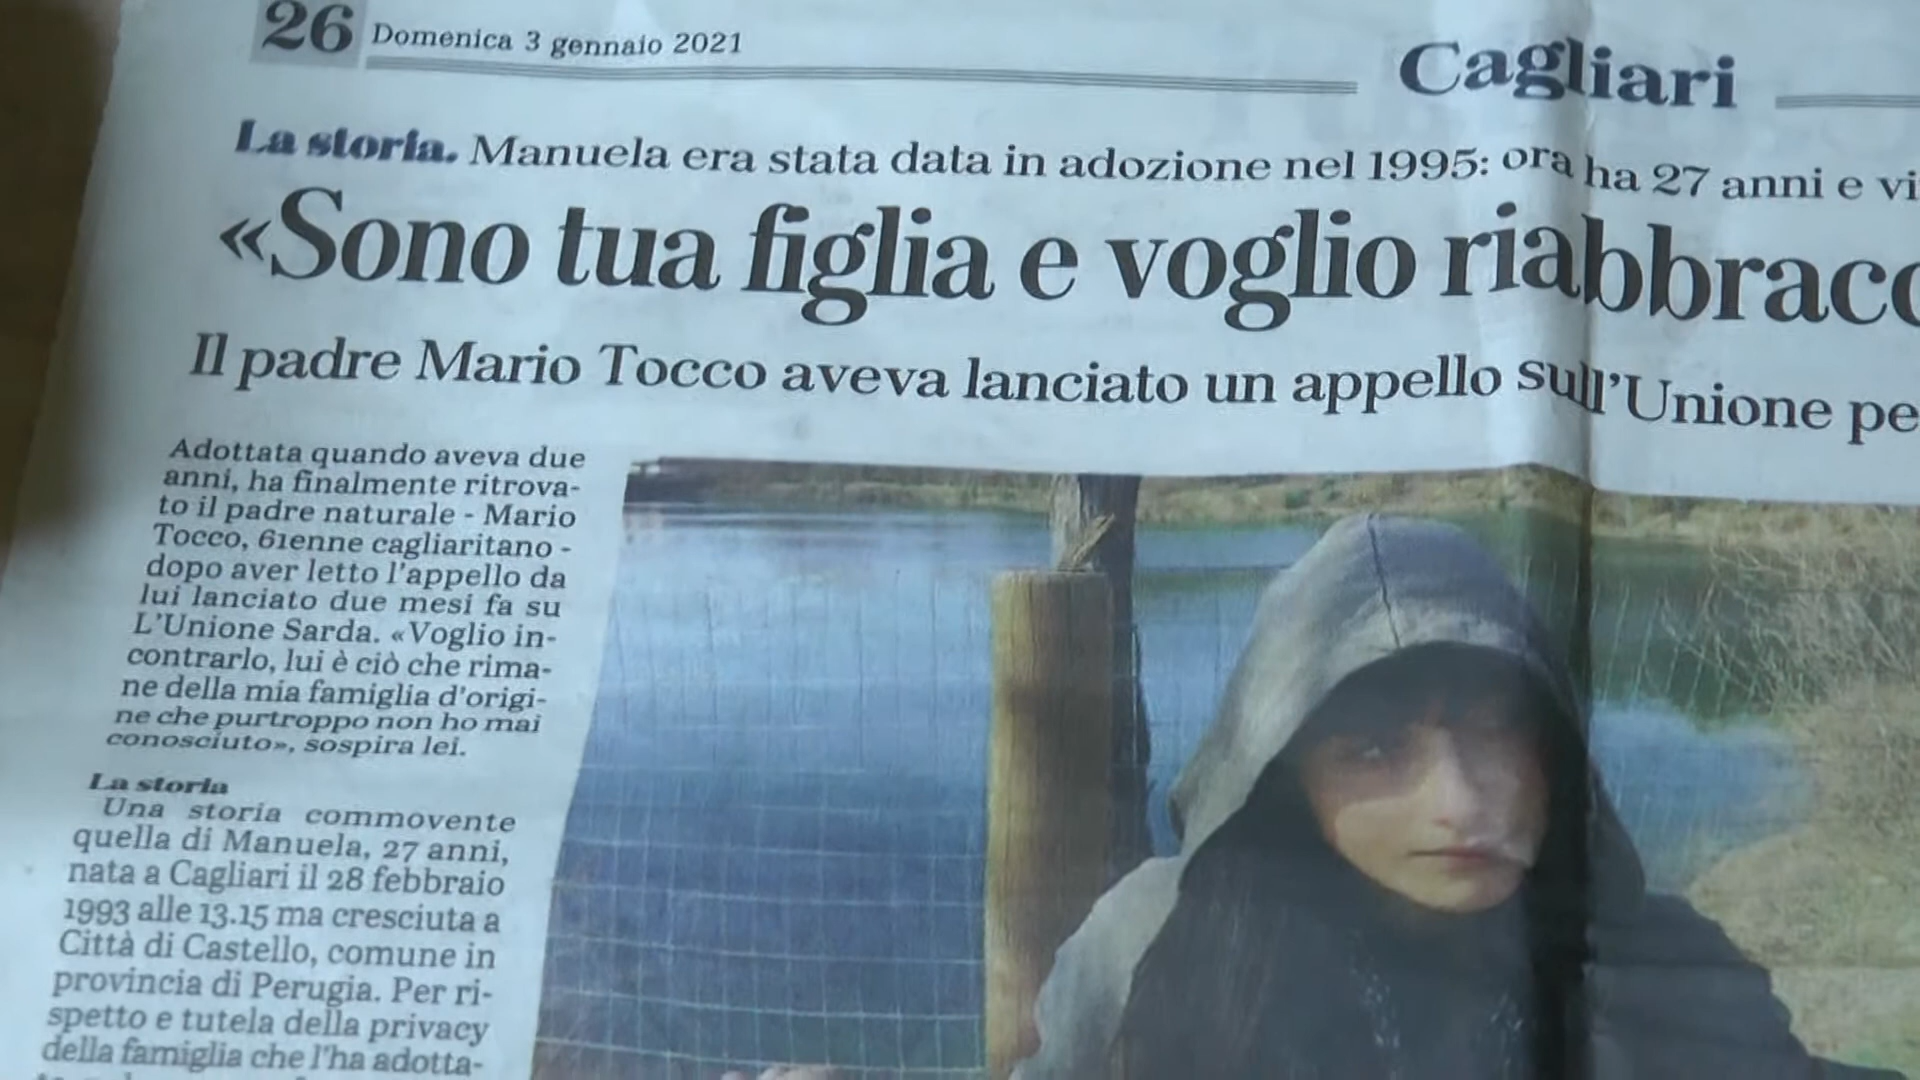 26 Domenica 3 gennaio 2021
Cagliari
La storia. Manuela era stata data in adozione nel 1995: ora ha 27 anni e vi
«Sono tua figlia e voglio riabbracc
Il padre Mario Tocco aveva lanciato un appello sull'Unione pe
Adottata quando aveva due
anni, ha finalmente ritrova-
to il padre naturale - Mario
Tocco, 61enne cagliaritano -
dopo aver letto l'appello da
lui lanciato due mesi fa su
L'Unione Sarda. «Voglio in-
contrarlo, lui è ciò che rima-
ne della mia famiglia d'origi-
ne che purtroppo non ho mai
conosciuto», sospira lei.
La storia
Una storia commovente
quella di Manuela, 27 anni,
nata a Cagliari il 28 febbraio
1993 alle 13.15 ma cresciuta a
Città di Castello, comune in
provincia di Perugia. Per ri-
spetto e tutela della privacy
della famiglia che l'ha adotta-